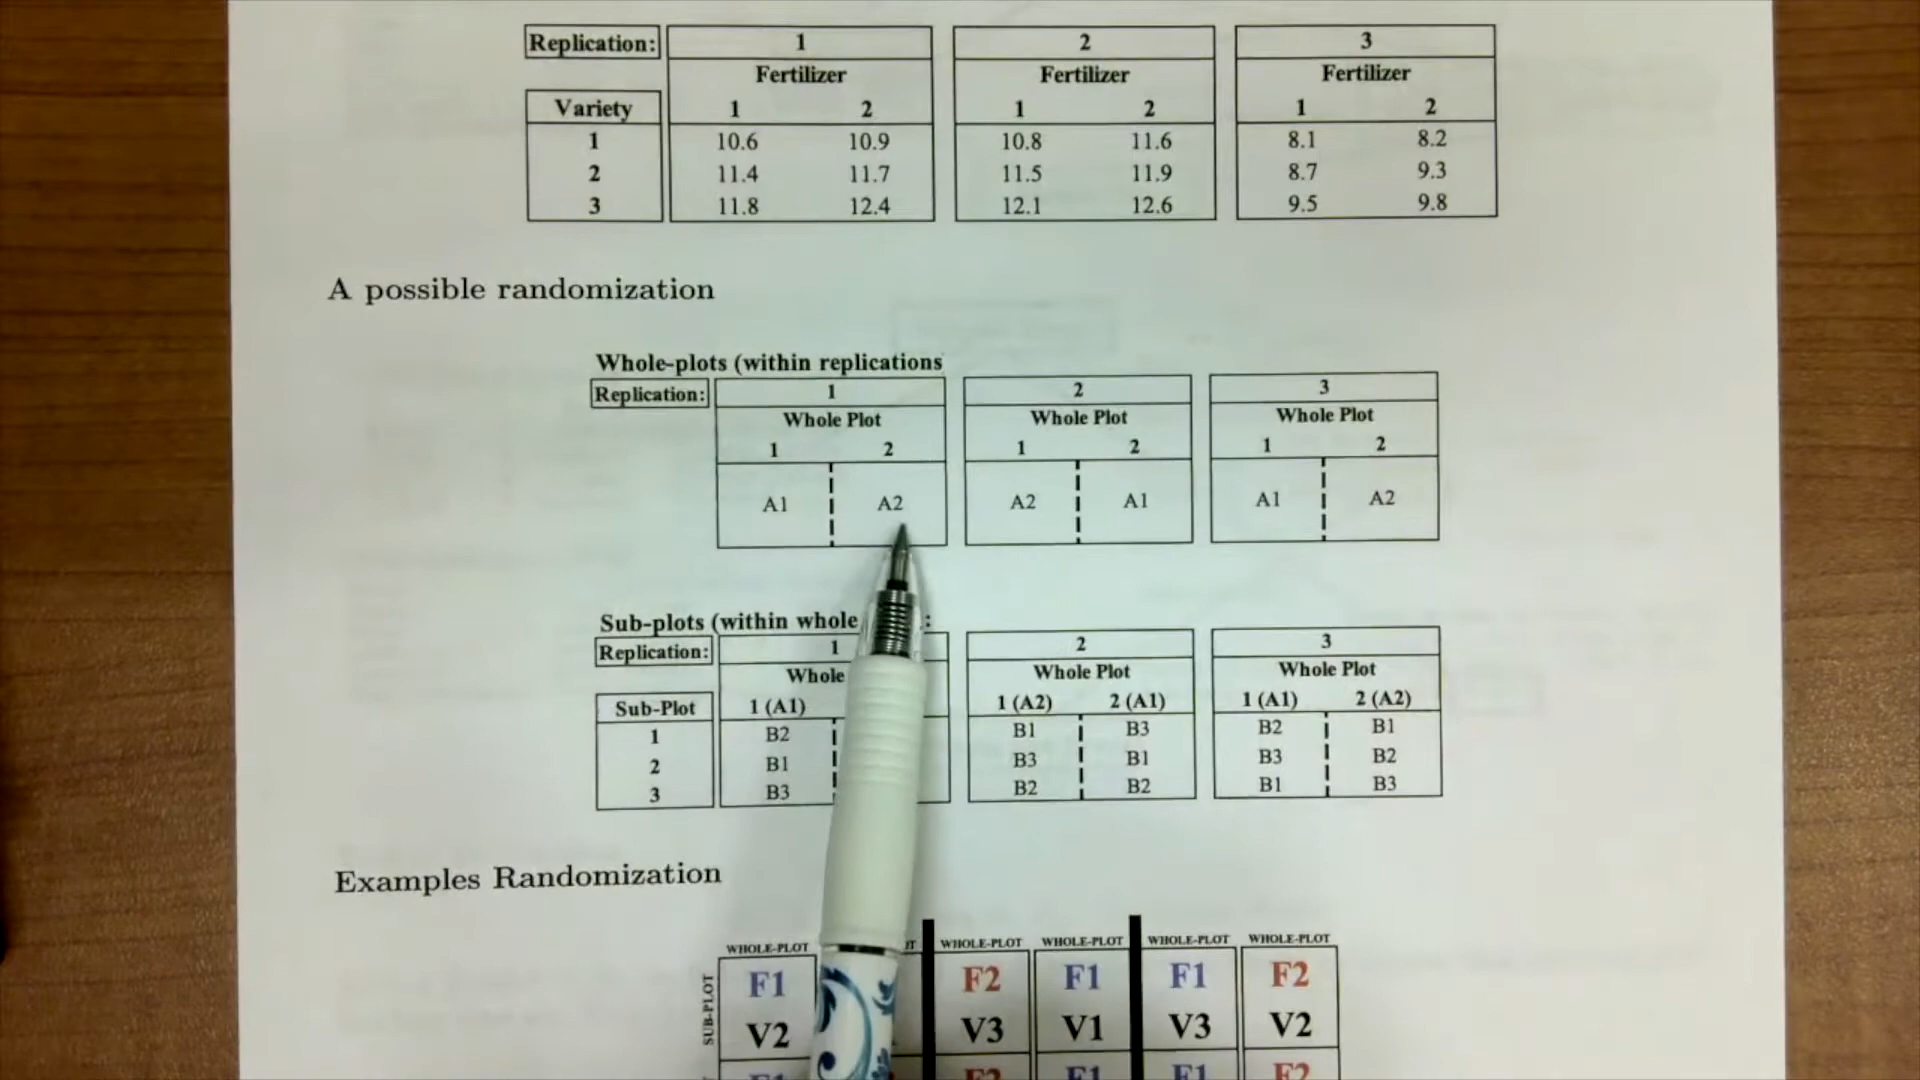 Replication: 1 2 3
Fertilizer Fertilizer Fertilizer
Variety 1 2 1 2 1 2
1 10.6 10.9 10.8 11.6 8.1 8.2
2 11.4 11.7 11.5 11.9 8.7 9.3
3 11.8 12.4 12.1 12.6 9.5 9.8
A possible randomization
Whole-plots (within replications
Replication: 1 2 3
Whole Plot Whole Plot Whole Plot
1 2 1 2 1 2
A1 A2 A2 A1 A1 A2
Sub-plots (within whole :
Replication: 1 2 3
Whole Whole Plot Whole Plot
Sub-Plot 1 (A1) 1 (A2) 2 (A1) 1 (A1) 2 (A2)
1 B2 B1 B3 B2 B1
2 B1 B3 B1 B3 B2
3 B3 B2 B2 B1 B3
Examples Randomization
WHOLE-PLOT WHOLE-PLOT WHOLE-PLOT WHOLE-PLOT WHOLE-PLOT
SUB-PLOT
F1 F2 F1 F1 F2
V2 V3 V1 V3 V2
F1 F2 F1 F1 F2